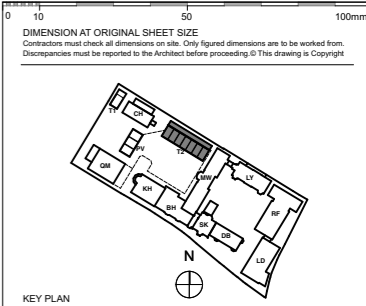 0 10 50 100mm
DIMENSION AT ORIGINAL SHEET SIZE
Contractors must check all dimensions on site. Only figured dimensions are to be worked from.
Discrepancies must be reported to the Architect before proceeding.© This drawing is Copyright
T1
CH
PV
T2
QM
MW
LY
KH
BH
RF
SK
DB
LD
N
KEY PLAN